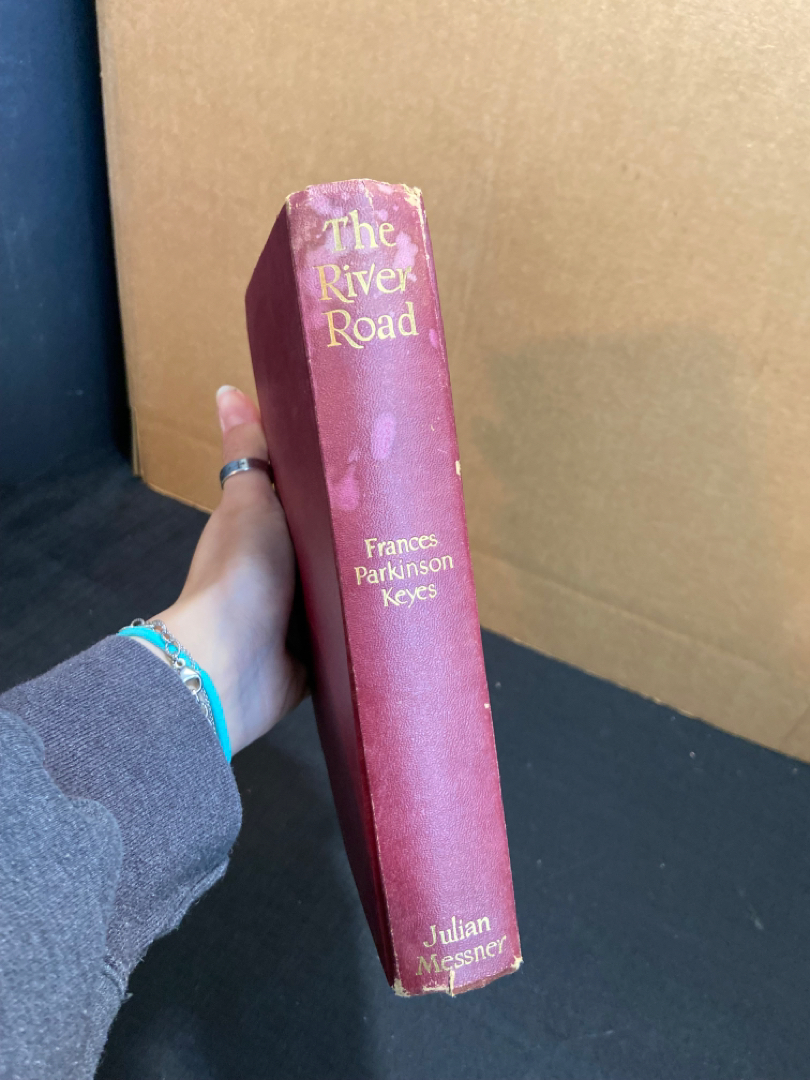 The
River
Road
Frances
Parkinson
Keyes
Julian
Messner